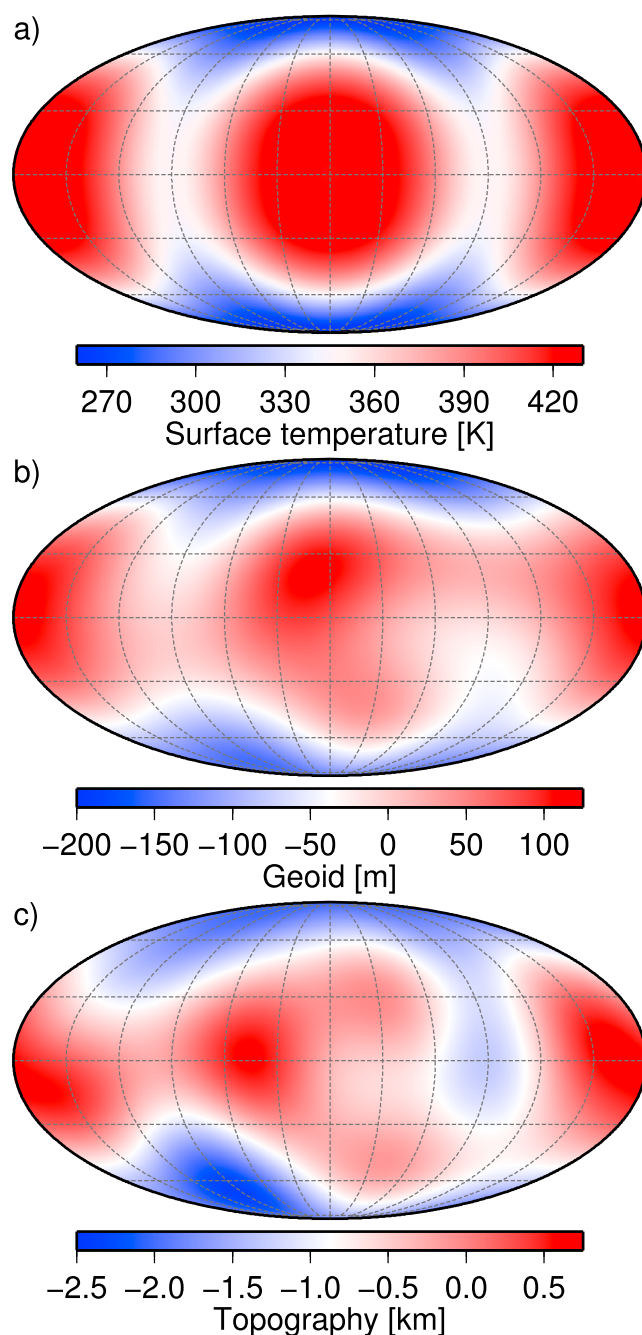 a)
270 300 330 360 390 420
Surface temperature [K]
b)
−200 −150 −100 −50 0 50 100
Geoid [m]
c)
−2.5 −2.0 −1.5 −1.0 −0.5 0.0 0.5
Topography [km]